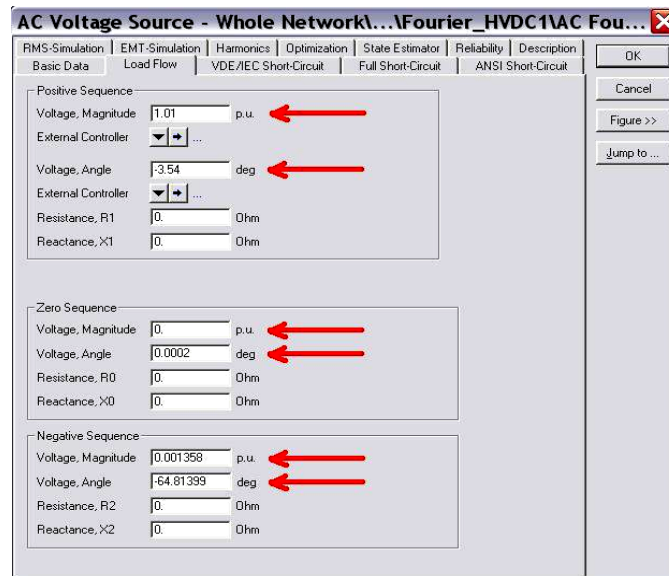 AC Voltage Source - Whole Network\...\Fourier_HVDC1\AC Fou...
RMS-Simulation EMT-Simulation Harmonics Optimization State Estimator Reliability Description
Basic Data Load Flow VDE/IEC Short-Circuit Full Short-Circuit ANSI Short-Circuit
OK
Cancel
Figure >>
Jump to ...
Positive Sequence
Voltage, Magnitude 1.01 p.u.
External Controller ...
Voltage, Angle -3.54 deg
External Controller ...
Resistance, R1 0. Ohm
Reactance, X1 0. Ohm
Zero Sequence
Voltage, Magnitude 0. p.u.
Voltage, Angle 0.0002 deg
Resistance, R0 0. Ohm
Reactance, X0 0. Ohm
Negative Sequence
Voltage, Magnitude 0.001358 p.u.
Voltage, Angle -64.81399 deg
Resistance, R2 0. Ohm
Reactance, X2 0. Ohm